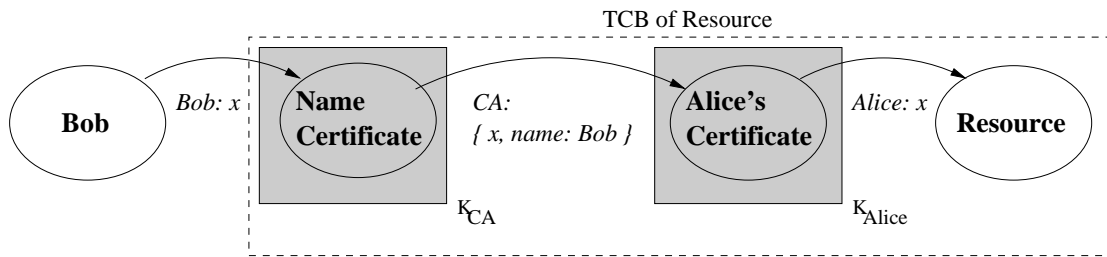 TCB of Resource
Bob
Bob: x
Name
Certificate
CA:
{ x, name: Bob }
Alice's
Certificate
Alice: x
Resource
K_CA
K_Alice